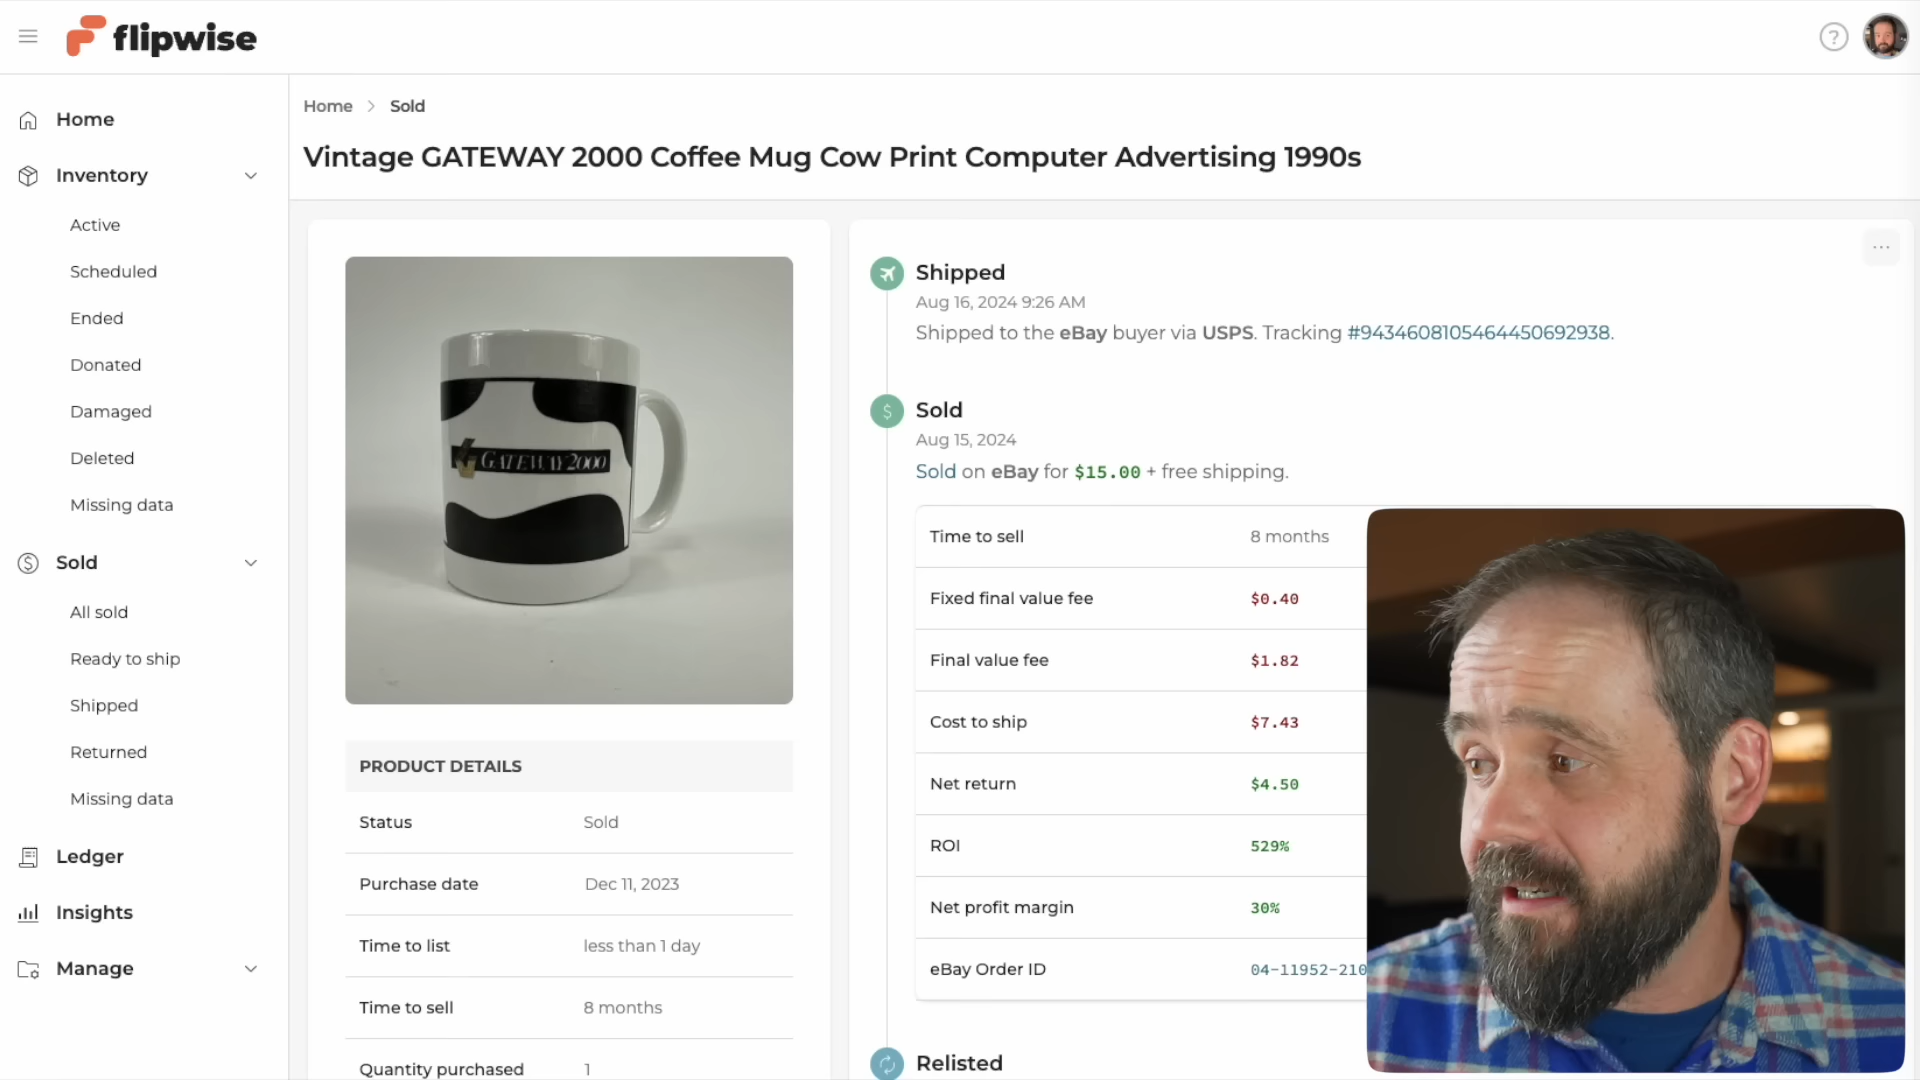 flipwise
?
Home
Inventory
Active
Scheduled
Ended
Donated
Damaged
Deleted
Missing data
Sold
All sold
Ready to ship
Shipped
Returned
Missing data
Ledger
Insights
Manage
Home > Sold
Vintage GATEWAY 2000 Coffee Mug Cow Print Computer Advertising 1990s
GATEWAY 2000
PRODUCT DETAILS
Status Sold
Purchase date Dec 11, 2023
Time to list less than 1 day
Time to sell 8 months
Quantity purchased 1
...
Shipped
Aug 16, 2024 9:26 AM
Shipped to the eBay buyer via USPS. Tracking #9434608105464450692938.
$
Sold
Aug 15, 2024
Sold on eBay for $15.00 + free shipping.
Time to sell 8 months
Fixed final value fee $0.40
Final value fee $1.82
Cost to ship $7.43
Net return $4.50
ROI 529%
Net profit margin 30%
eBay Order ID 04-11952-210
Relisted